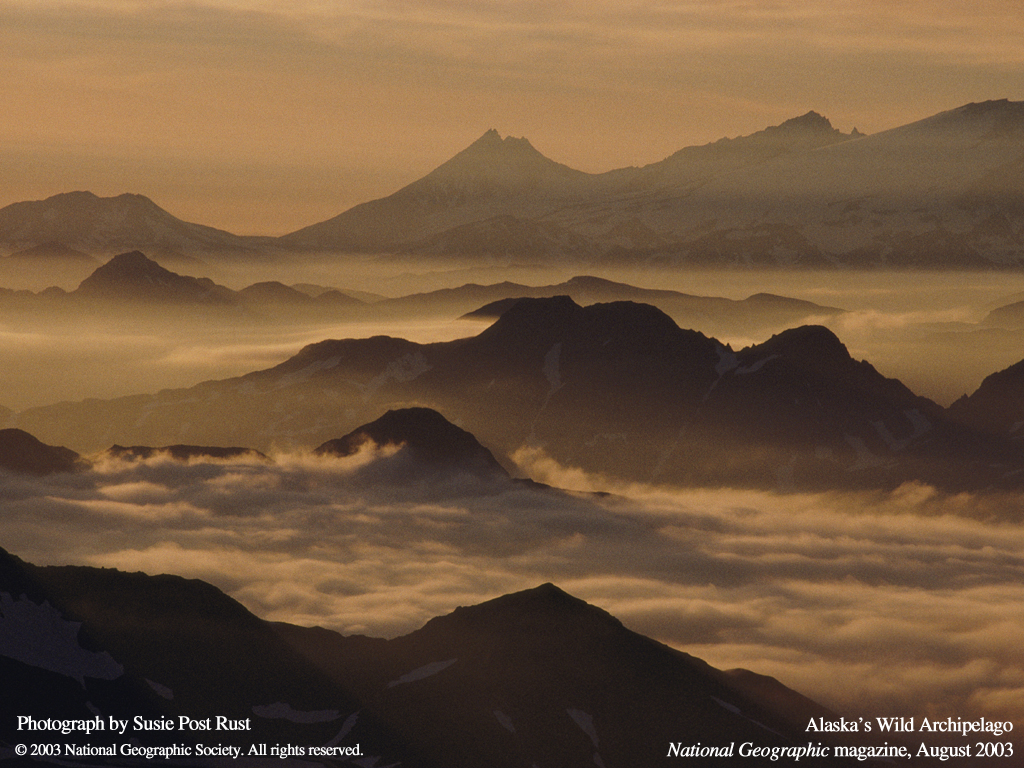 Photograph by Susie Post Rust
© 2003 National Geographic Society. All rights reserved.
Alaska's Wild Archipelago
National Geographic magazine, August 2003